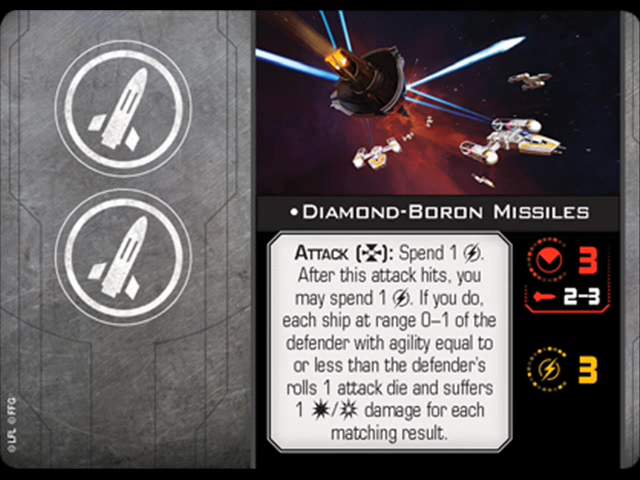 •Diamond-Boron Missiles
Attack ( ): Spend 1 .
After this attack hits, you
may spend 1 . If you do,
each ship at range 0–1 of the
defender with agility equal to
or less than the defender's
rolls 1 attack die and suffers
1 / damage for each
matching result.
3
2–3
3
©LFL ©FFG